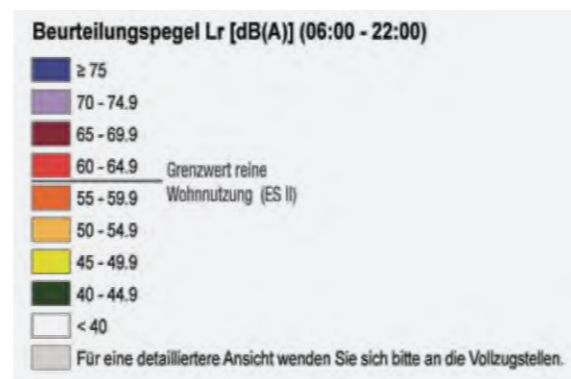 Beurteilungspegel Lr [dB(A)] (06:00 - 22:00)
≥ 75
70 - 74.9
65 - 69.9
60 - 64.9
Grenzwert reine
Wohnnutzung (ES II)
55 - 59.9
50 - 54.9
45 - 49.9
40 - 44.9
< 40
Für eine detailliertere Ansicht wenden Sie sich bitte an die Vollzugstellen.